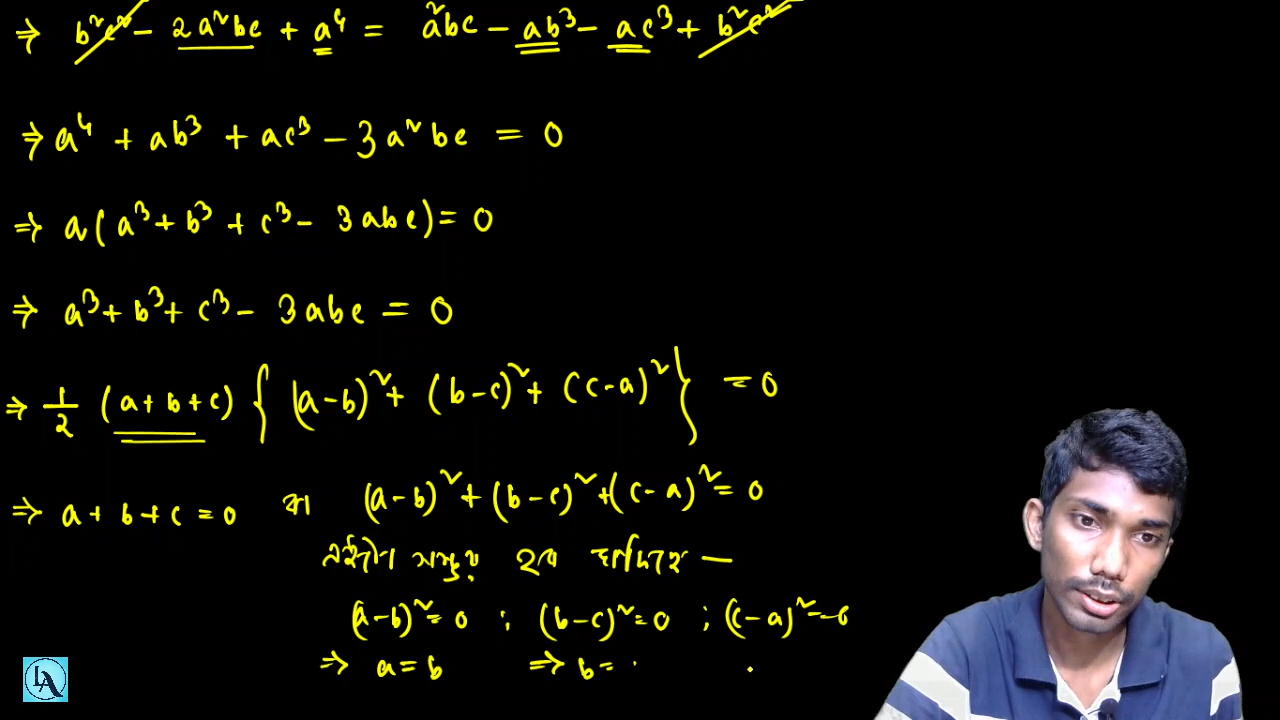 ⇒ b²c² - 2a²bc + a⁴ = a²bc - ab³ - ac³ + b²c²
⇒ a⁴ + ab³ + ac³ - 3a²bc = 0
⇒ a(a³ + b³ + c³ - 3abc) = 0
⇒ a³ + b³ + c³ - 3abc = 0
⇒ 1/2 (a+b+c) { (a-b)² + (b-c)² + (c-a)² } = 0
⇒ a + b + c = 0 বা (a-b)² + (b-c)² + (c-a)² = 0
হবে —
(a-b)² = 0 ; (b-c)² = 0 ; (c-a)² = 0
⇒ a = b ⇒ b =
LA